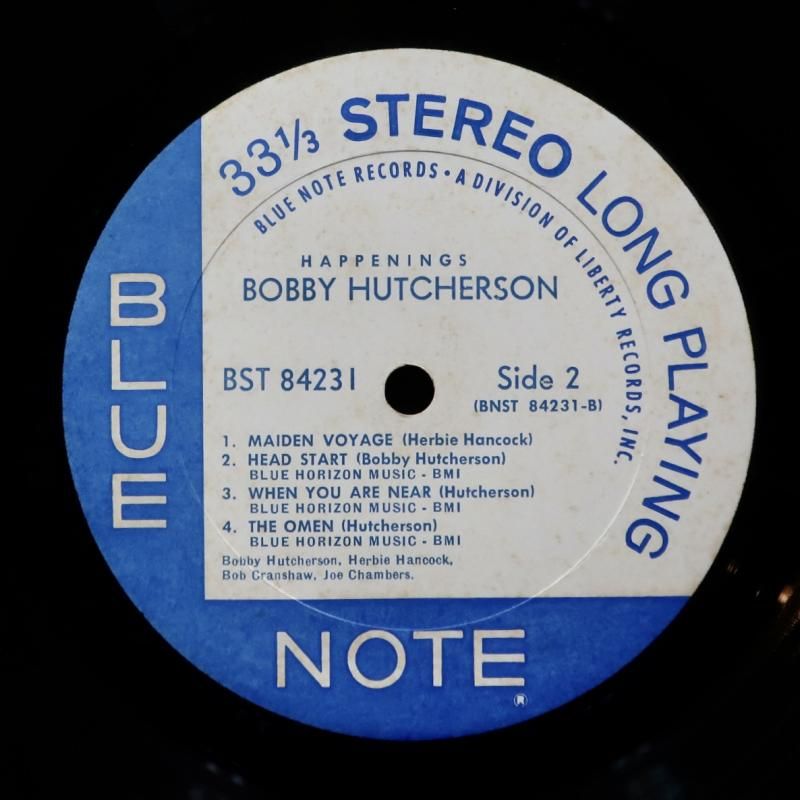 33⅓ STEREO LONG PLAYING
BLUE NOTE RECORDS • A DIVISION OF LIBERTY RECORDS, INC.
HAPPENINGS
BOBBY HUTCHERSON
BST 84231
Side 2
(BNST 84231-B)
1. MAIDEN VOYAGE (Herbie Hancock)
2. HEAD START (Bobby Hutcherson)
BLUE HORIZON MUSIC - BMI
3. WHEN YOU ARE NEAR (Hutcherson)
BLUE HORIZON MUSIC - BMI
4. THE OMEN (Hutcherson)
BLUE HORIZON MUSIC - BMI
Bobby Hutcherson, Herbie Hancock,
Bob Cranshaw, Joe Chambers.
BLUE
NOTE
®